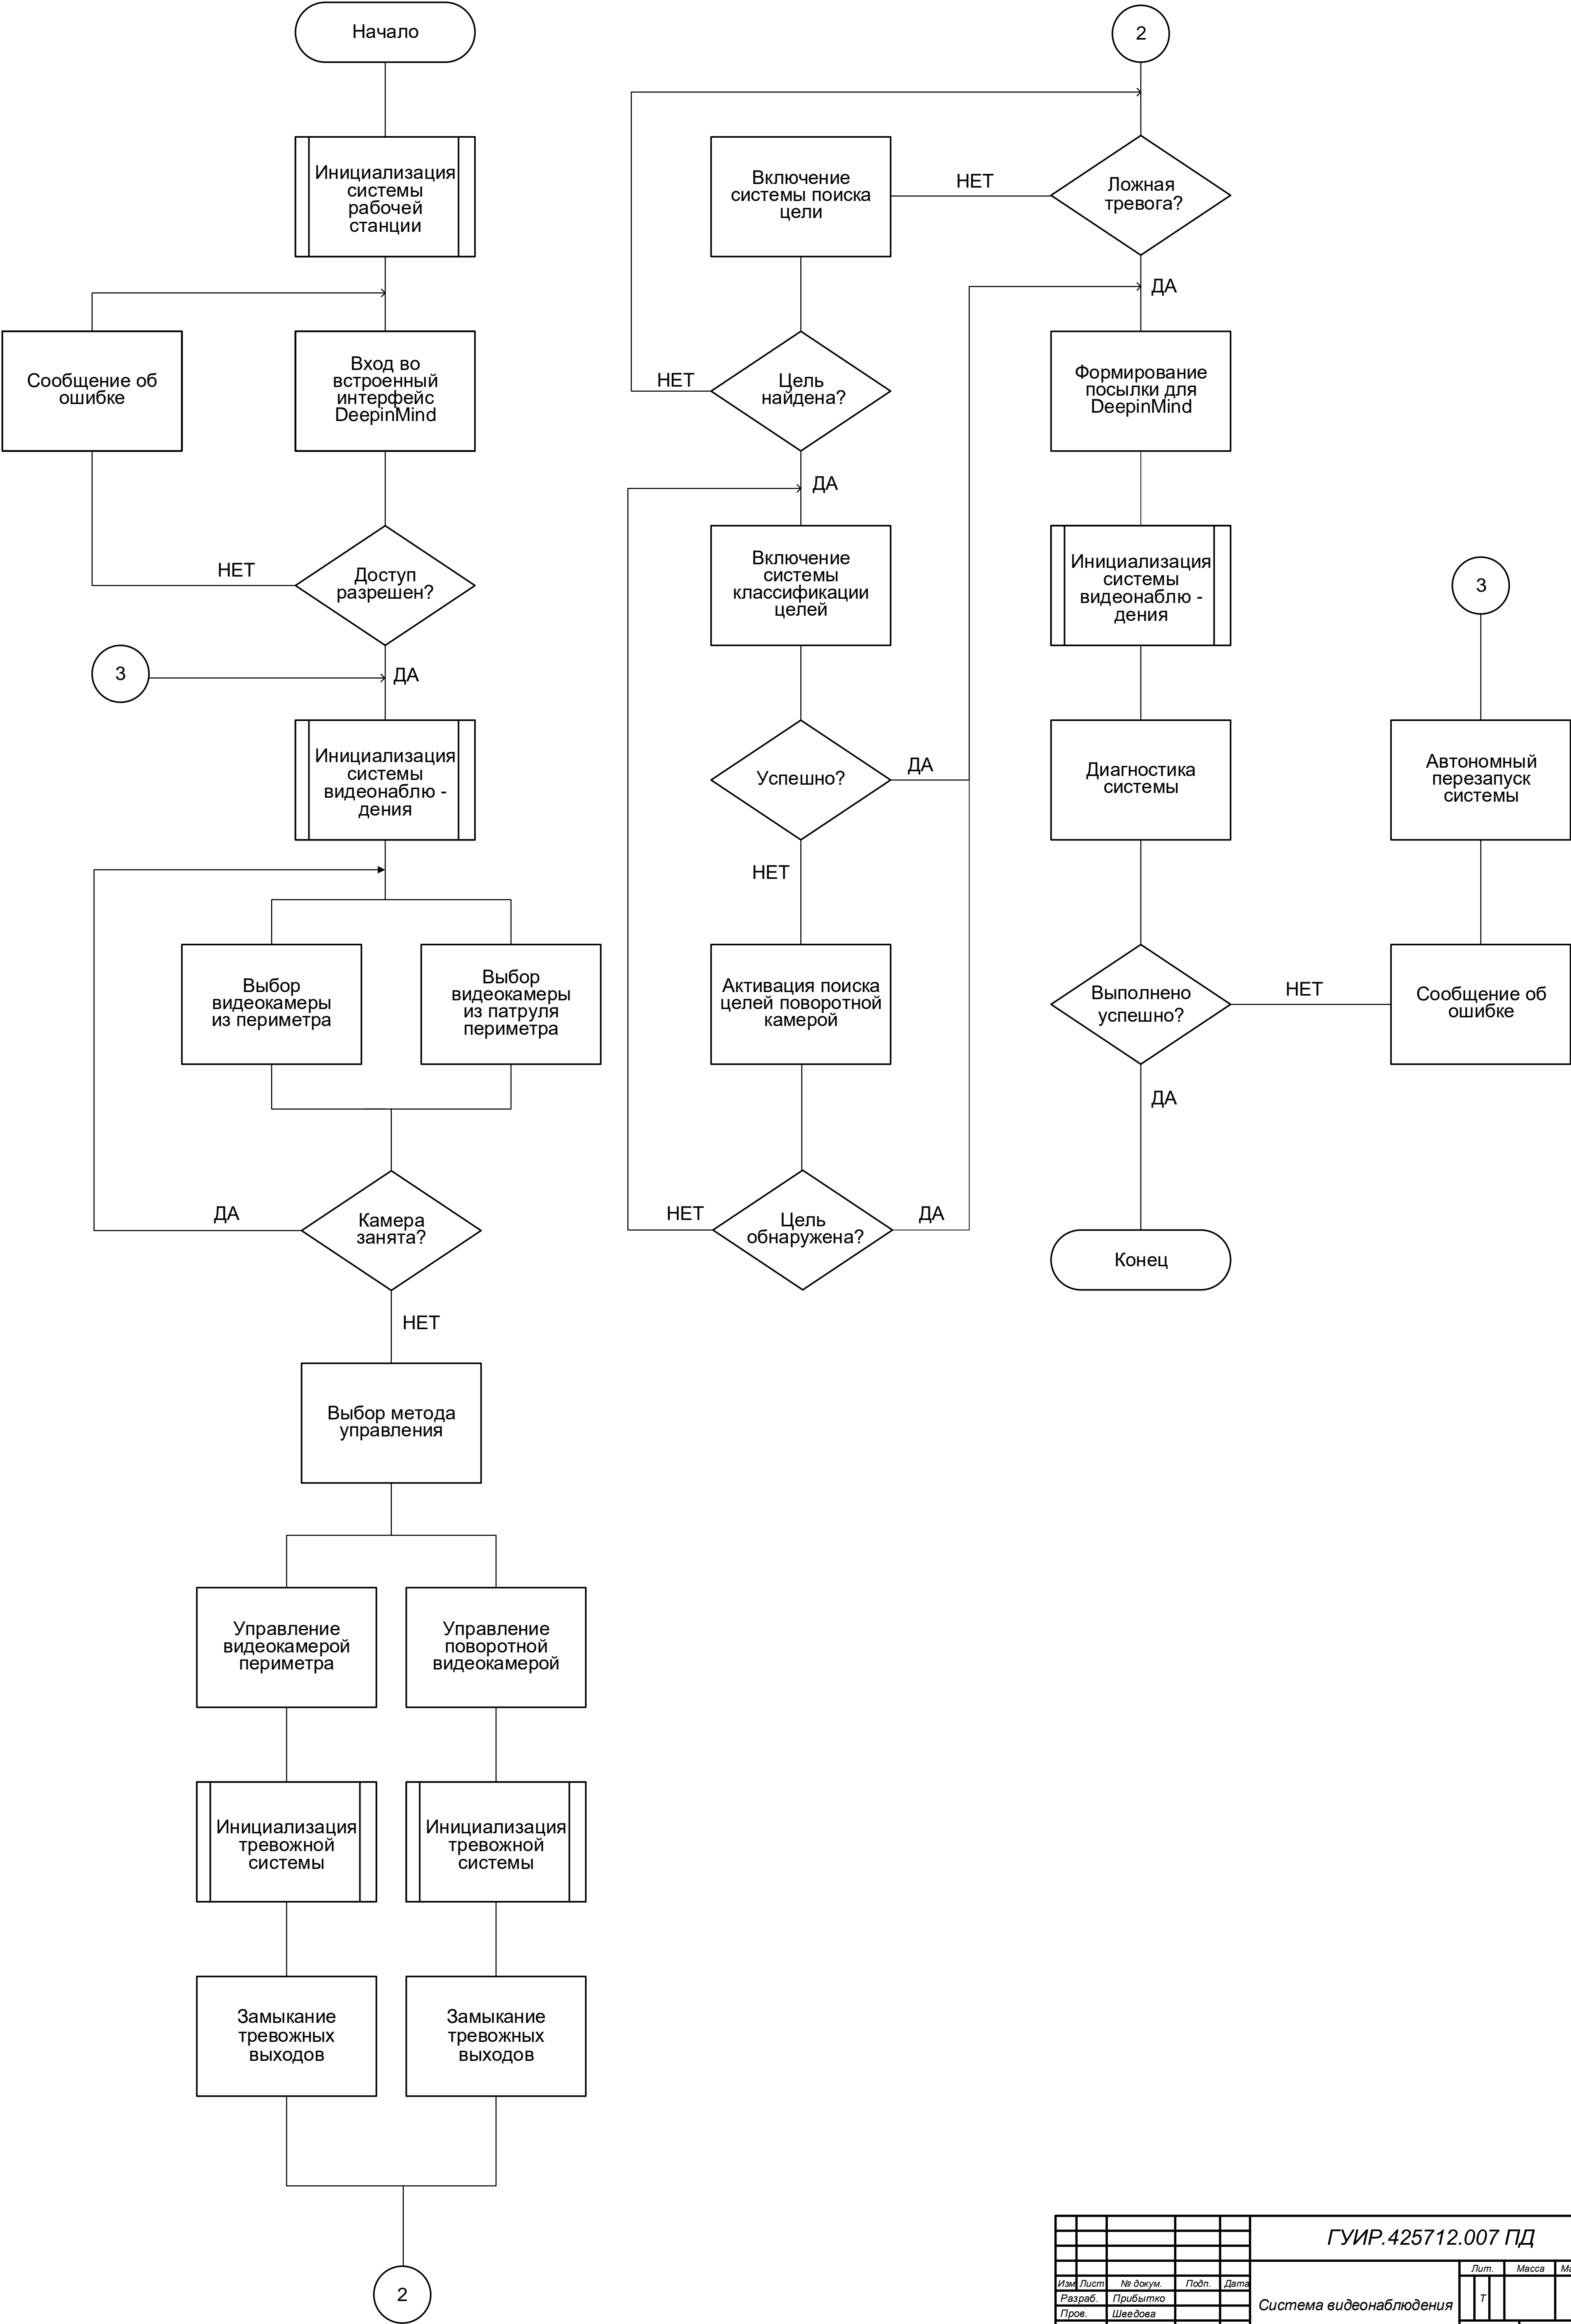 Начало
Инициализация
системы
рабочей
станции
Сообщение об
ошибке
Вход во
встроенный
интерфейс
DeepinMind
НЕТ
Доступ
разрешен?
3
ДА
Инициализация
системы
видеонаблю -
дения
Выбор
видеокамеры
из периметра
Выбор
видеокамеры
из патруля
периметра
ДА
Камера
занята?
НЕТ
Выбор метода
управления
Управление
видеокамерой
периметра
Управление
поворотной
видеокамерой
Инициализация
тревожной
системы
Инициализация
тревожной
системы
Замыкание
тревожных
выходов
Замыкание
тревожных
выходов
2
2
Включение
системы поиска
цели
НЕТ
Ложная
тревога?
ДА
НЕТ
Цель
найдена?
ДА
Включение
системы
классификации
целей
Успешно?
ДА
НЕТ
Активация поиска
целей поворотной
камерой
НЕТ
Цель
обнаружена?
ДА
Формирование
посылки для
DeepinMind
Инициализация
системы
видеонаблю -
дения
Диагностика
системы
Выполнено
успешно?
НЕТ
ДА
Конец
3
Автономный
перезапуск
системы
Сообщение об
ошибке
ГУИР.425712.007 ПД
Лит. Масса
Изм Лист № докум. Подп. Дата
Разраб. Прибытко
Пров. Шведова
Система видеонаблюдения
Т